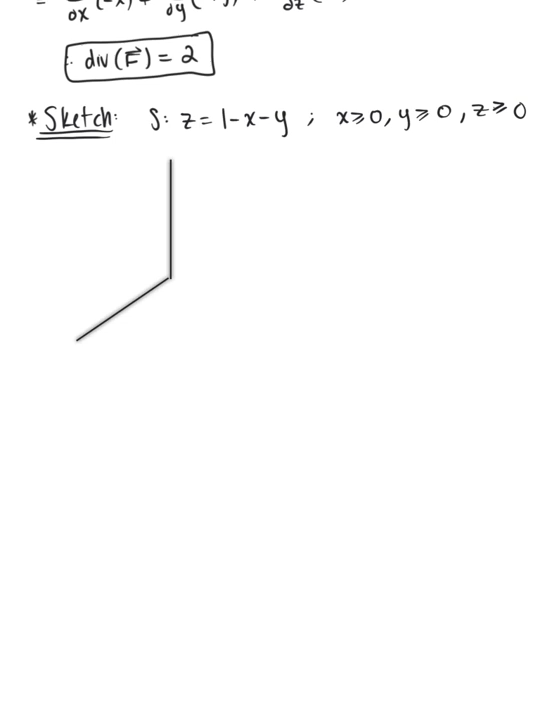 = ∂/∂x (-x) + ∂/∂y ( ∂/∂z (
∴ div(F⃗) = 2
* Sketch: S: z = 1-x-y ; x≥0, y≥0, z≥0